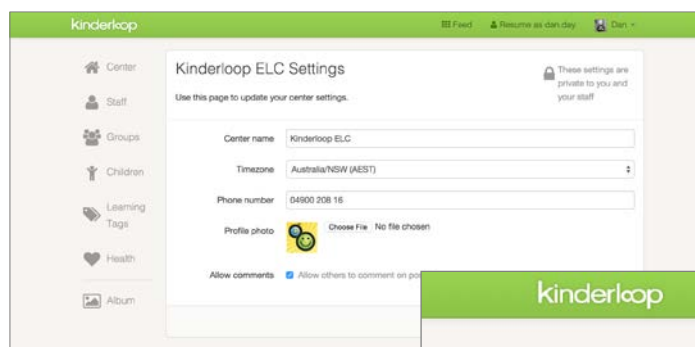 kinderloop
Feed Resume as dan.day Dan
Center
Staff
Groups
Children
Learning
Tags
Health
Album
Kinderloop ELC Settings
Use this page to update your center settings.
These settings are
private to you and
your staff
Center name Kinderloop ELC
Timezone Australia/NSW (AEST)
Phone number 04900 208 16
Profile photo Choose File No file chosen
Allow comments Allow others to comment on
kinderloop